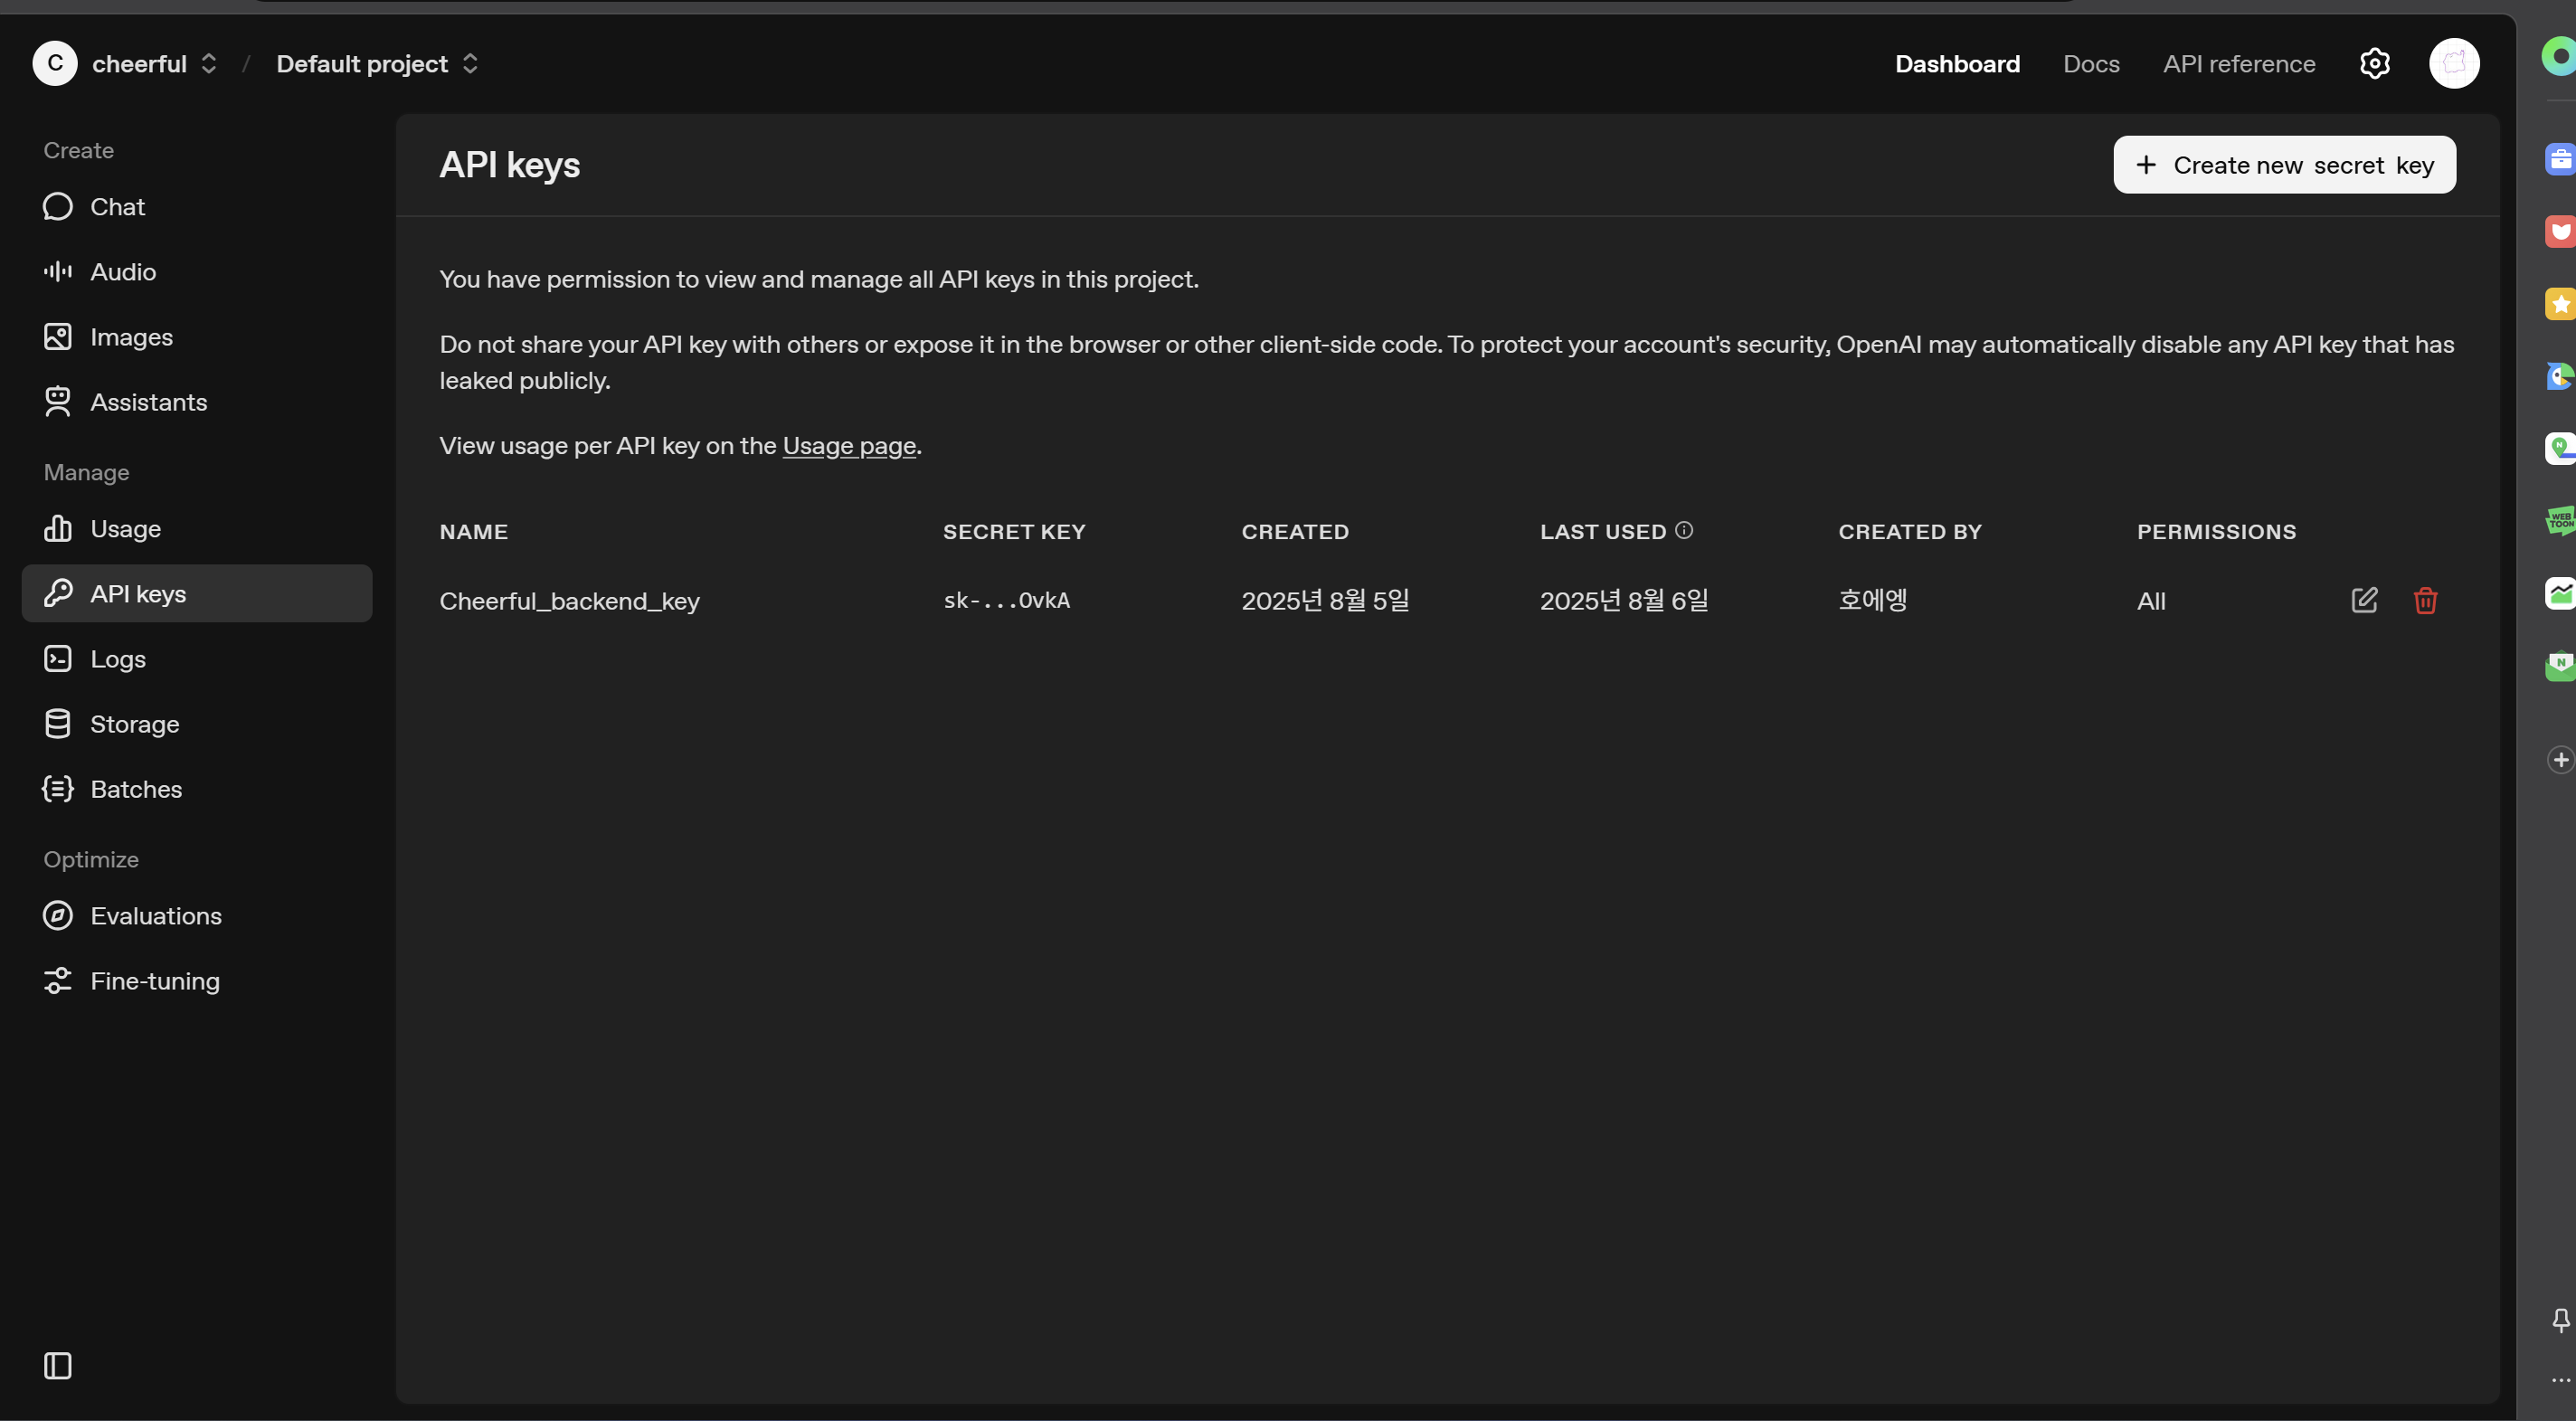 C cheerful / Default project
Dashboard Docs API reference
Create
Chat
Audio
Images
Assistants
Manage
Usage
API keys
Logs
Storage
Batches
Optimize
Evaluations
Fine-tuning
API keys
+ Create new secret key
You have permission to view and manage all API keys in this project.
Do not share your API key with others or expose it in the browser or other client-side code. To protect your account's security, OpenAI may automatically disable any API key that has
leaked publicly.
View usage per API key on the Usage page.
NAME SECRET KEY CREATED LAST USED CREATED BY PERMISSIONS
Cheerful_backend_key sk-...OvkA 2025년 8월 5일 2025년 8월 6일 호에엥 All
N
WEB
TOON
N